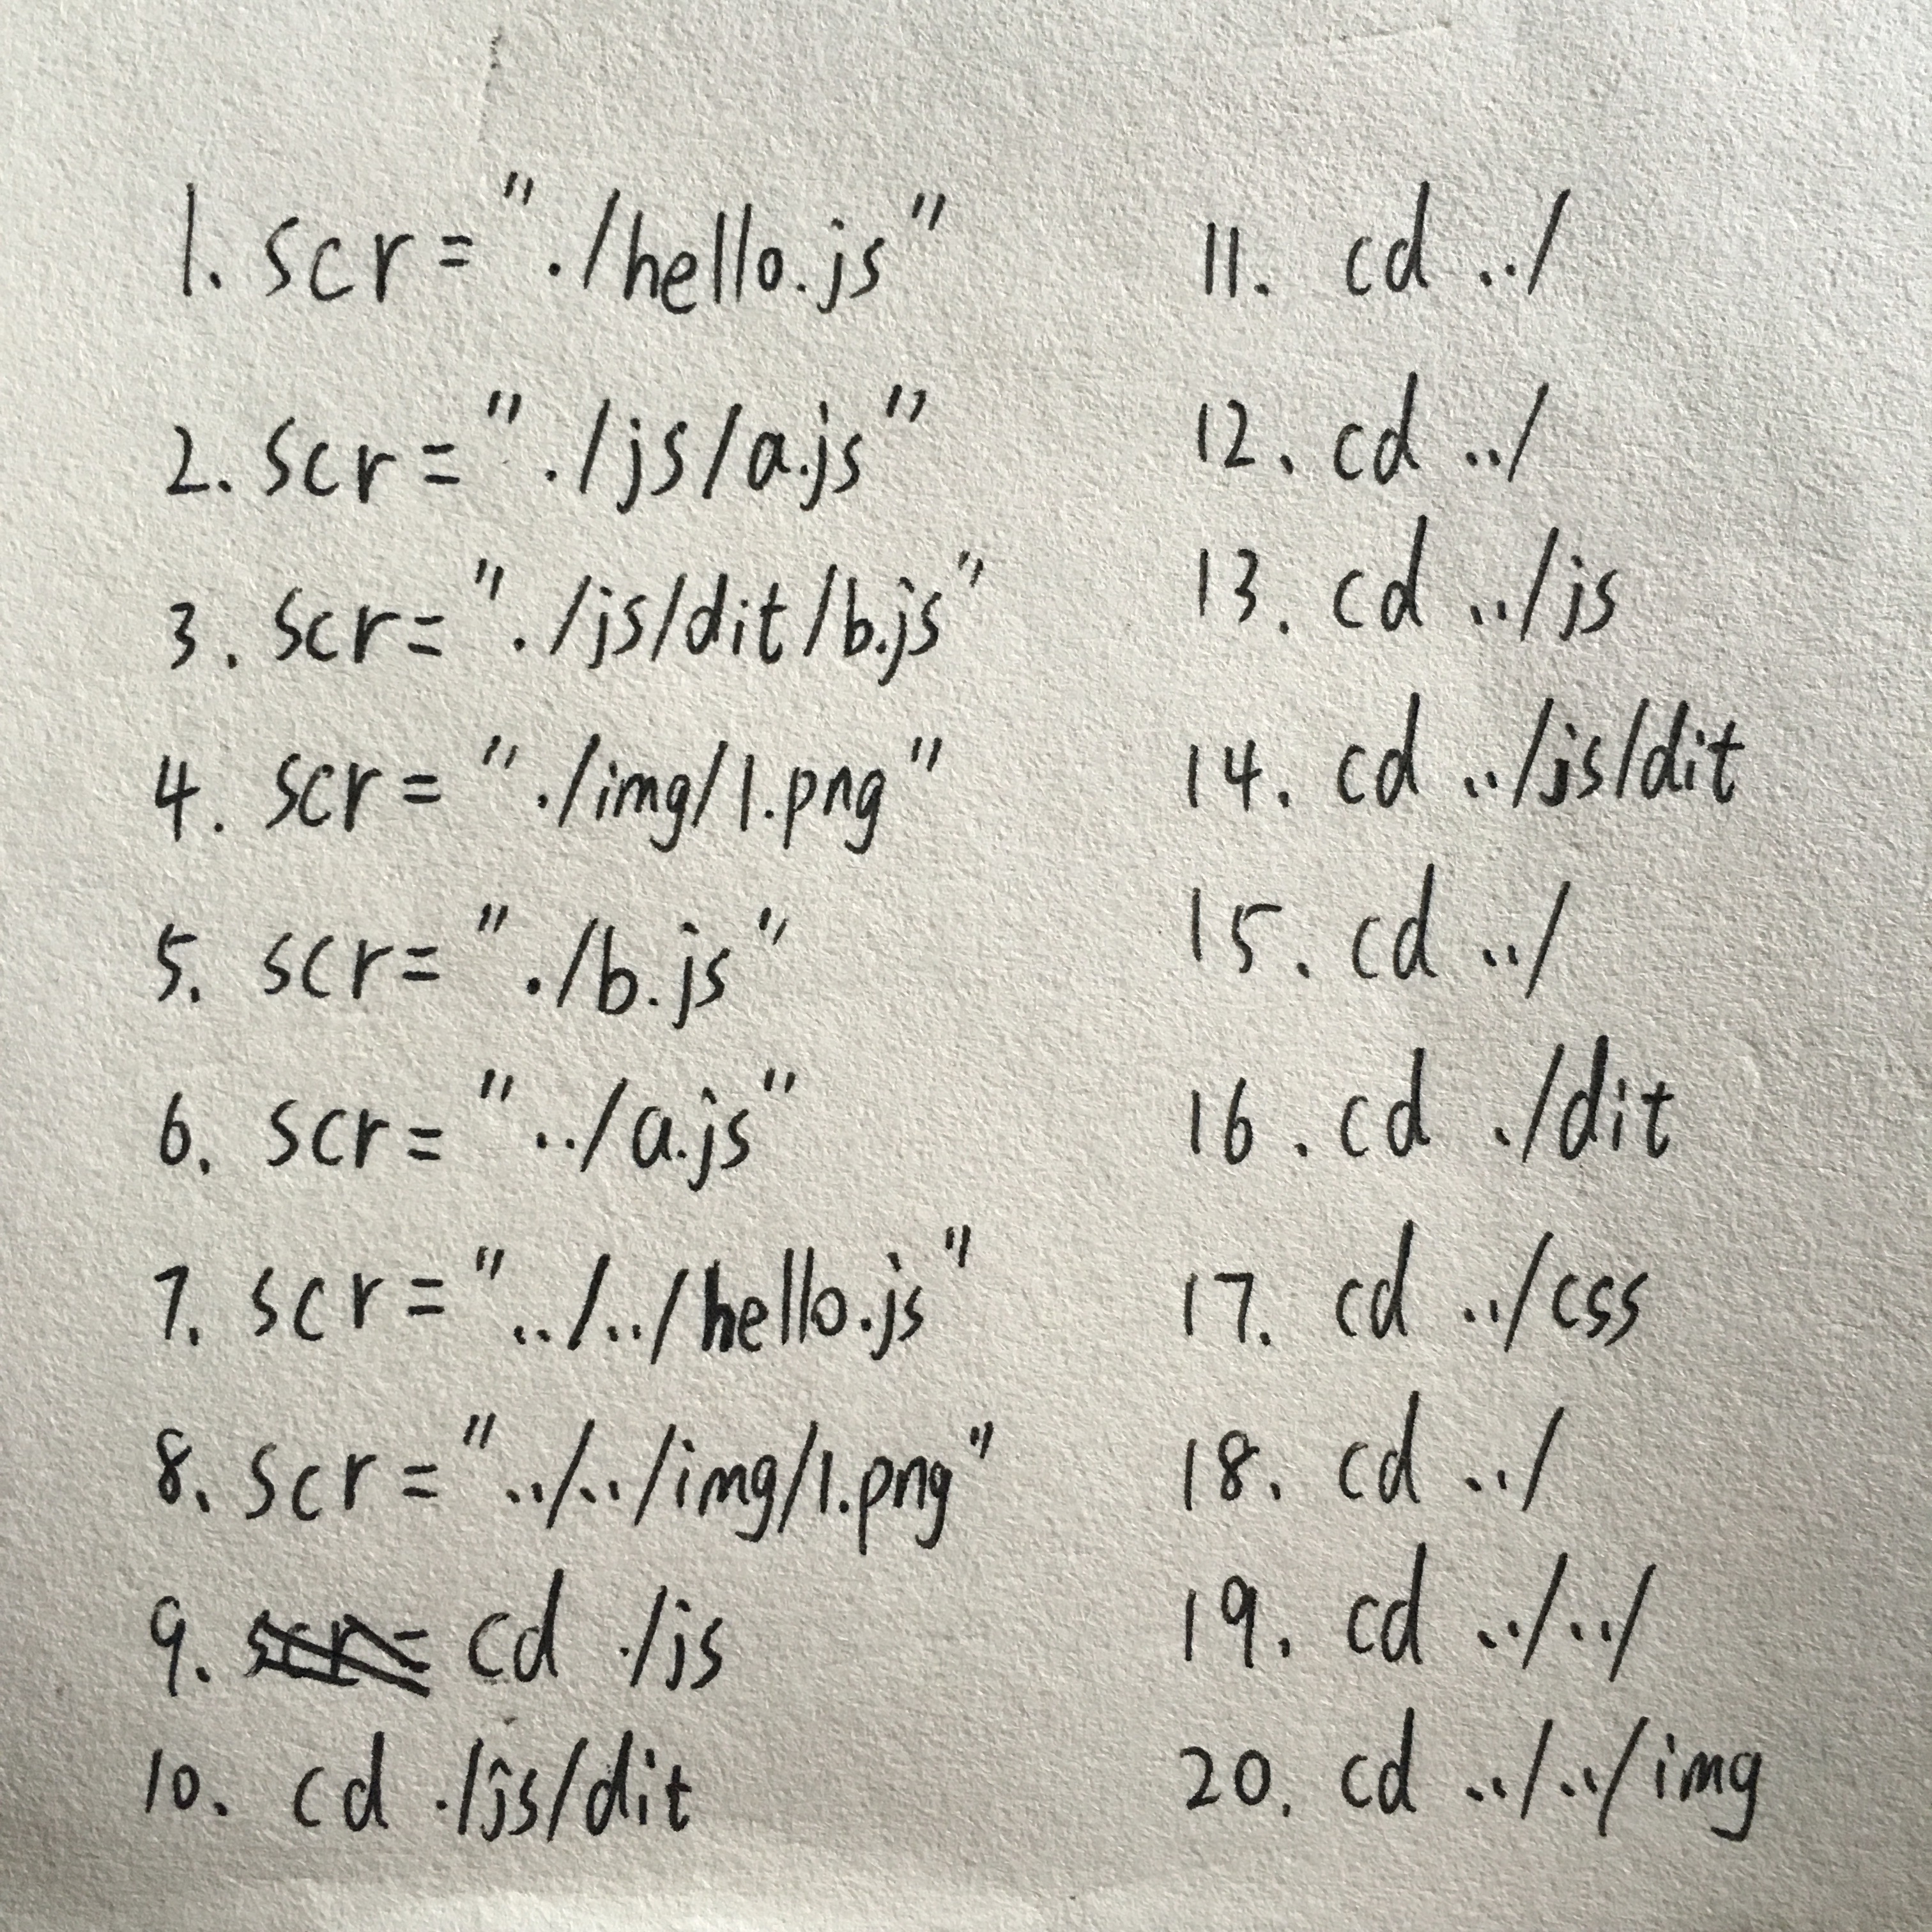 1. scr="./hello.js"
2. scr="./js/a.js"
3. scr="./js/dit/b.js"
4. scr="./img/1.png"
5. scr="./b.js"
6. scr="../a.js"
7. scr="../../hello.js"
8. scr="../../img/1.png"
9. scr= cd ./js
10. cd ./js/dit
11. cd ../
12. cd ../
13. cd ../js
14. cd ../js/dit
15. cd ../
16. cd ./dit
17. cd ../css
18. cd ../
19. cd ../../
20. cd ../../img